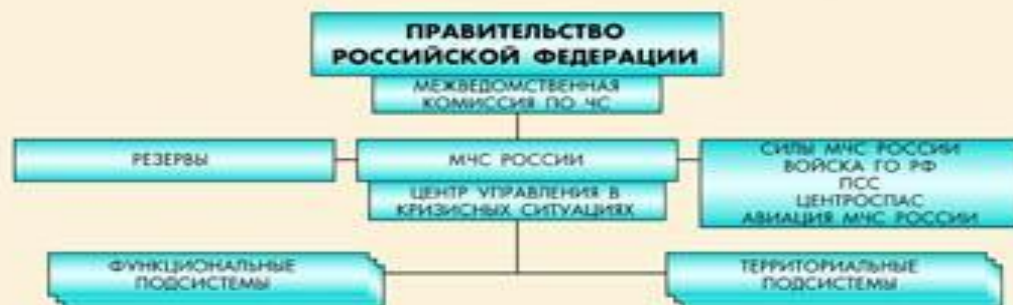 ПРАВИТЕЛЬСТВО
РОССИЙСКОЙ ФЕДЕРАЦИИ
МЕЖВЕДОМСТВЕННАЯ
КОМИССИЯ ПО ЧС
РЕЗЕРВЫ
МЧС РОССИИ
СИЛЫ МЧС РОССИИ
ВОЙСКА ГО РФ
ПСС
ЦЕНТРОСПАС
АВИАЦИЯ МЧС РОССИИ
ЦЕНТР УПРАВЛЕНИЯ В
КРИЗИСНЫХ СИТУАЦИЯХ
ФУНКЦИОНАЛЬНЫЕ
ПОДСИСТЕМЫ
ТЕРРИТОРИАЛЬНЫЕ
ПОДСИСТЕМЫ